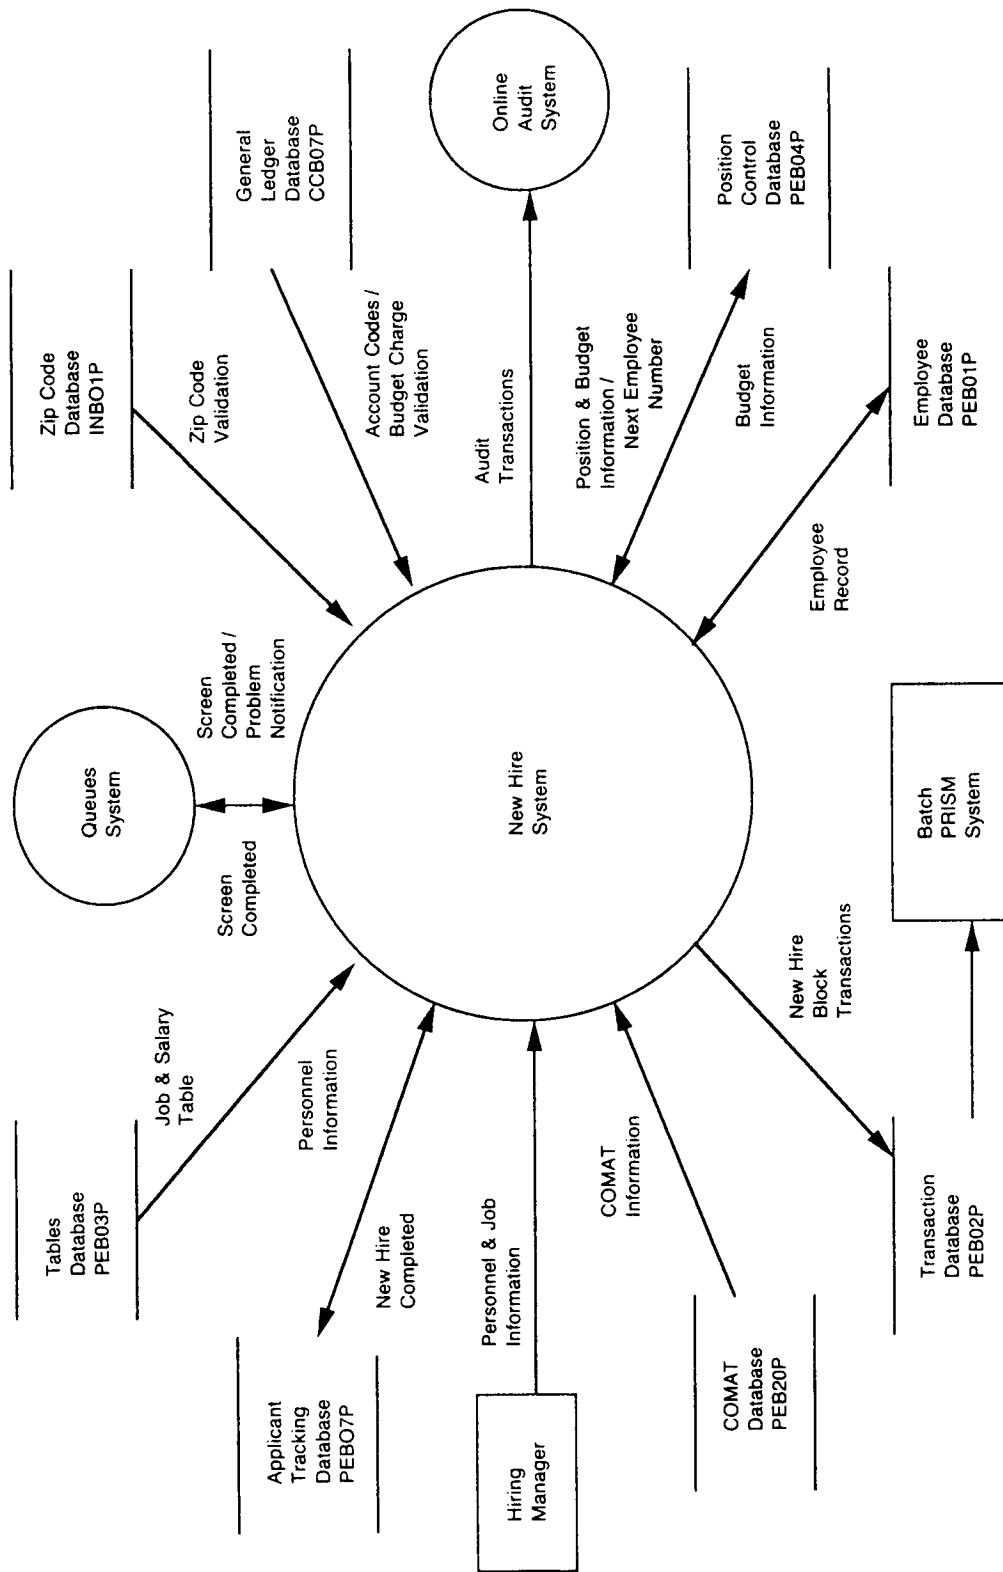 Tables
Database
PEB03P
Job & Salary
Table
Queues
System
Screen
Completed
Screen
Completed /
Problem
Notification
Zip Code
Database
INBO1P
Zip Code
Validation
General
Ledger
Database
CCB07P
Account Codes /
Budget Charge
Validation
Applicant
Tracking
Database
PEBO7P
Personnel
Information
New Hire
Completed
Hiring
Manager
Personnel & Job
Information
New Hire
System
Audit
Transactions
Online
Audit
System
COMAT
Database
PEB20P
COMAT
Information
Position & Budget
Information /
Next Employee
Number
Budget
Information
Position
Control
Database
PEB04P
Transaction
Database
PEB02P
New Hire
Block
Transactions
Batch
PRISM
System
Employee
Record
Employee
Database
PEB01P